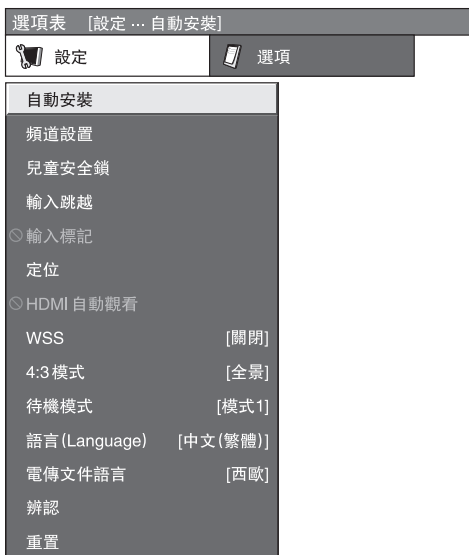 選項表 [設定 ··· 自動安裝]
設定 選項
自動安裝
頻道設置
兒童安全鎖
輸入跳越
輸入標記
定位
HDMI 自動觀看
WSS [關閉]
4:3 模式 [全景]
待機模式 [模式1]
語言(Language) [中文(繁體)]
電傳文件語言 [西歐]
辨認
重置